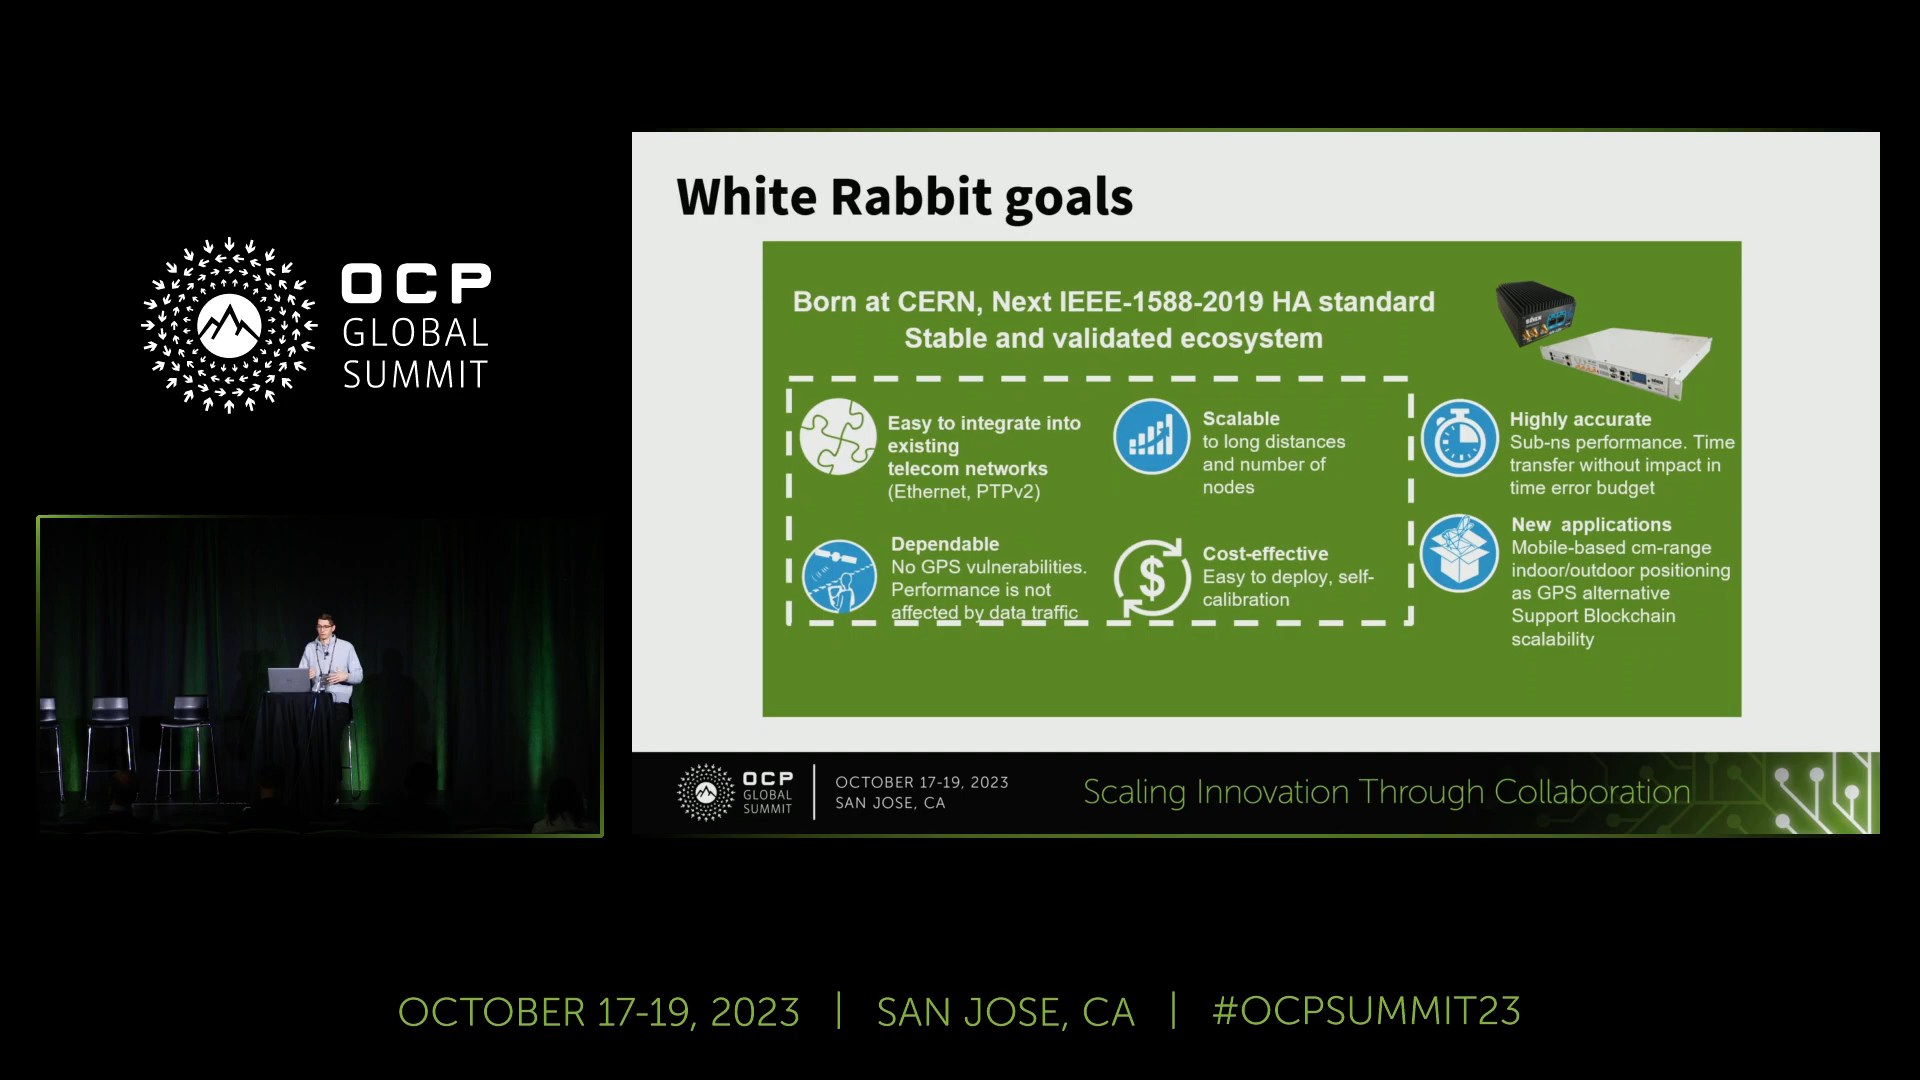 OCP
GLOBAL
SUMMIT
White Rabbit goals
Born at CERN, Next IEEE-1588-2019 HA standard
Stable and validated ecosystem
Easy to integrate into
existing
telecom networks
(Ethernet, PTPv2)
Scalable
to long distances
and number of
nodes
Highly accurate
Sub-ns performance. Time
transfer without impact in
time error budget
Dependable
No GPS vulnerabilities.
Performance is not
affected by data traffic
Cost-effective
Easy to deploy, self-
calibration
New applications
Mobile-based cm-range
indoor/outdoor positioning
as GPS alternative
Support Blockchain
scalability
OCP
GLOBAL
SUMMIT
OCTOBER 17-19, 2023
SAN JOSE, CA
Scaling Innovation Through Collaboration
OCTOBER 17-19, 2023 | SAN JOSE, CA | #OCPSUMMIT23